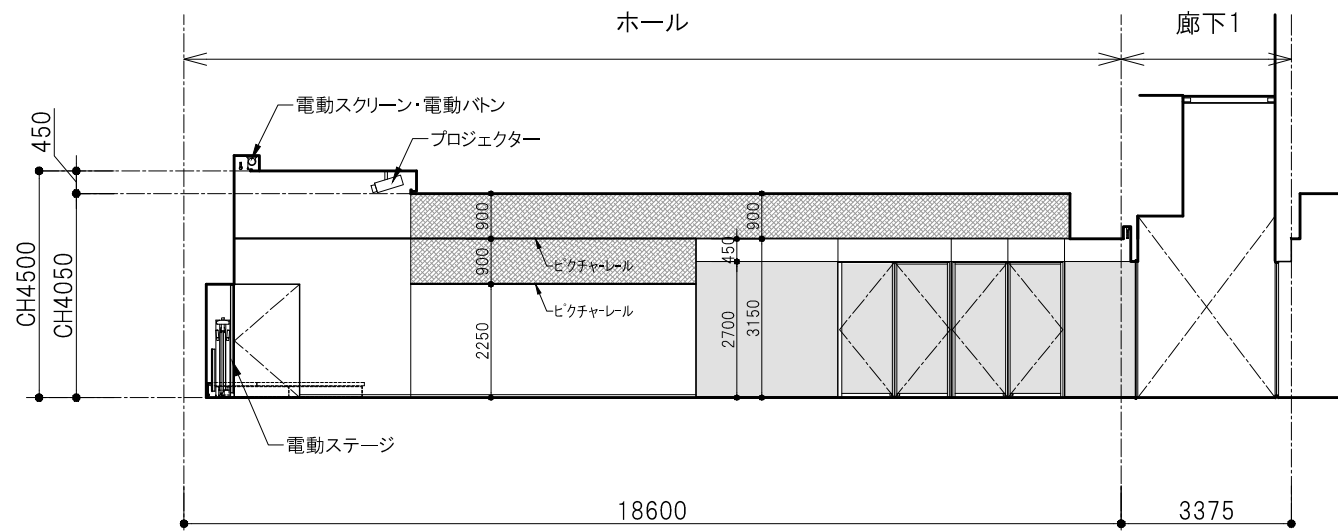 ホール
廊下1
電動スクリーン・電動バトン
プロジェクター
450
CH4500
CH4050
900
900
450
900
ピクチャーレール
ピクチャーレール
2250
2700
3150
電動ステージ
18600
3375